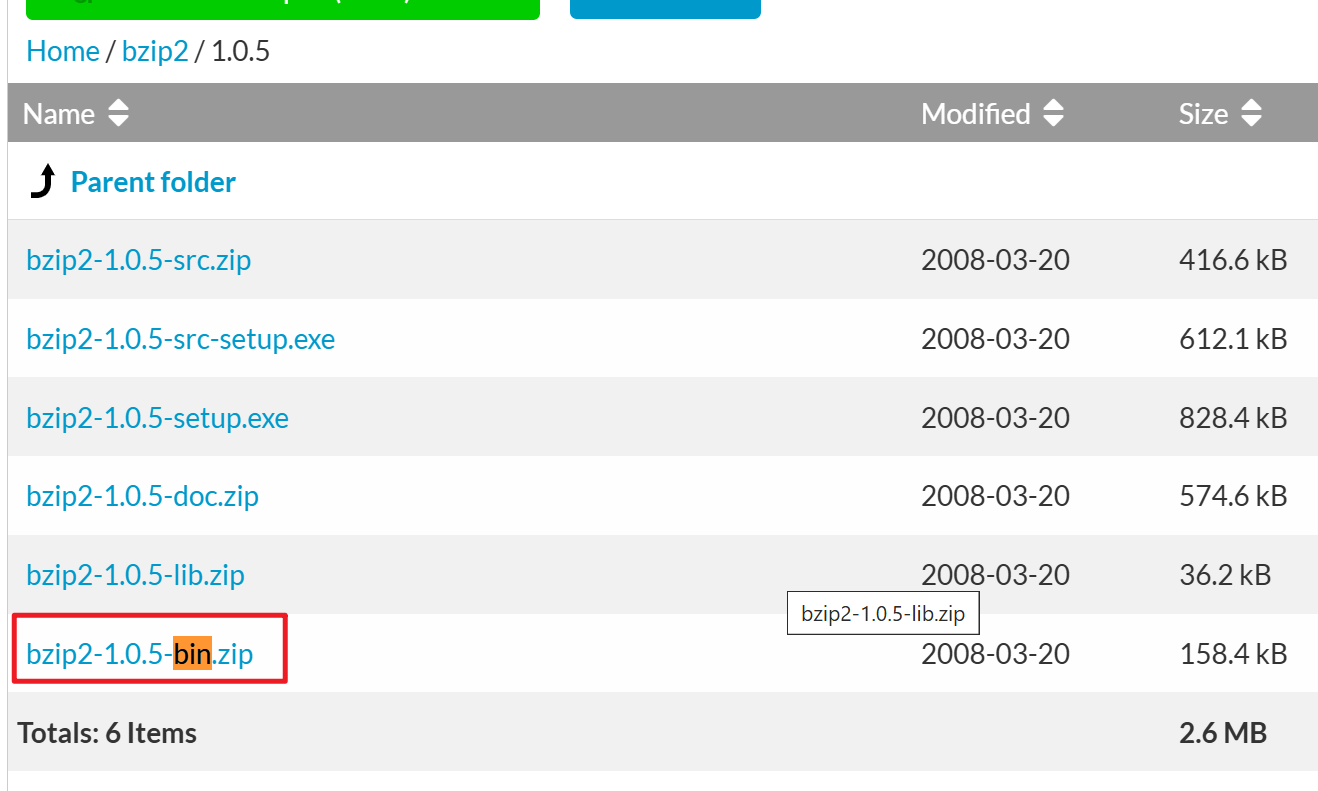 Home / bzip2 / 1.0.5
Name Modified Size
Parent folder
bzip2-1.0.5-src.zip 2008-03-20 416.6 kB
bzip2-1.0.5-src-setup.exe 2008-03-20 612.1 kB
bzip2-1.0.5-setup.exe 2008-03-20 828.4 kB
bzip2-1.0.5-doc.zip 2008-03-20 574.6 kB
bzip2-1.0.5-lib.zip 2008-03-20 36.2 kB
bzip2-1.0.5-lib.zip
bzip2-1.0.5-bin.zip 2008-03-20 158.4 kB
Totals: 6 Items 2.6 MB